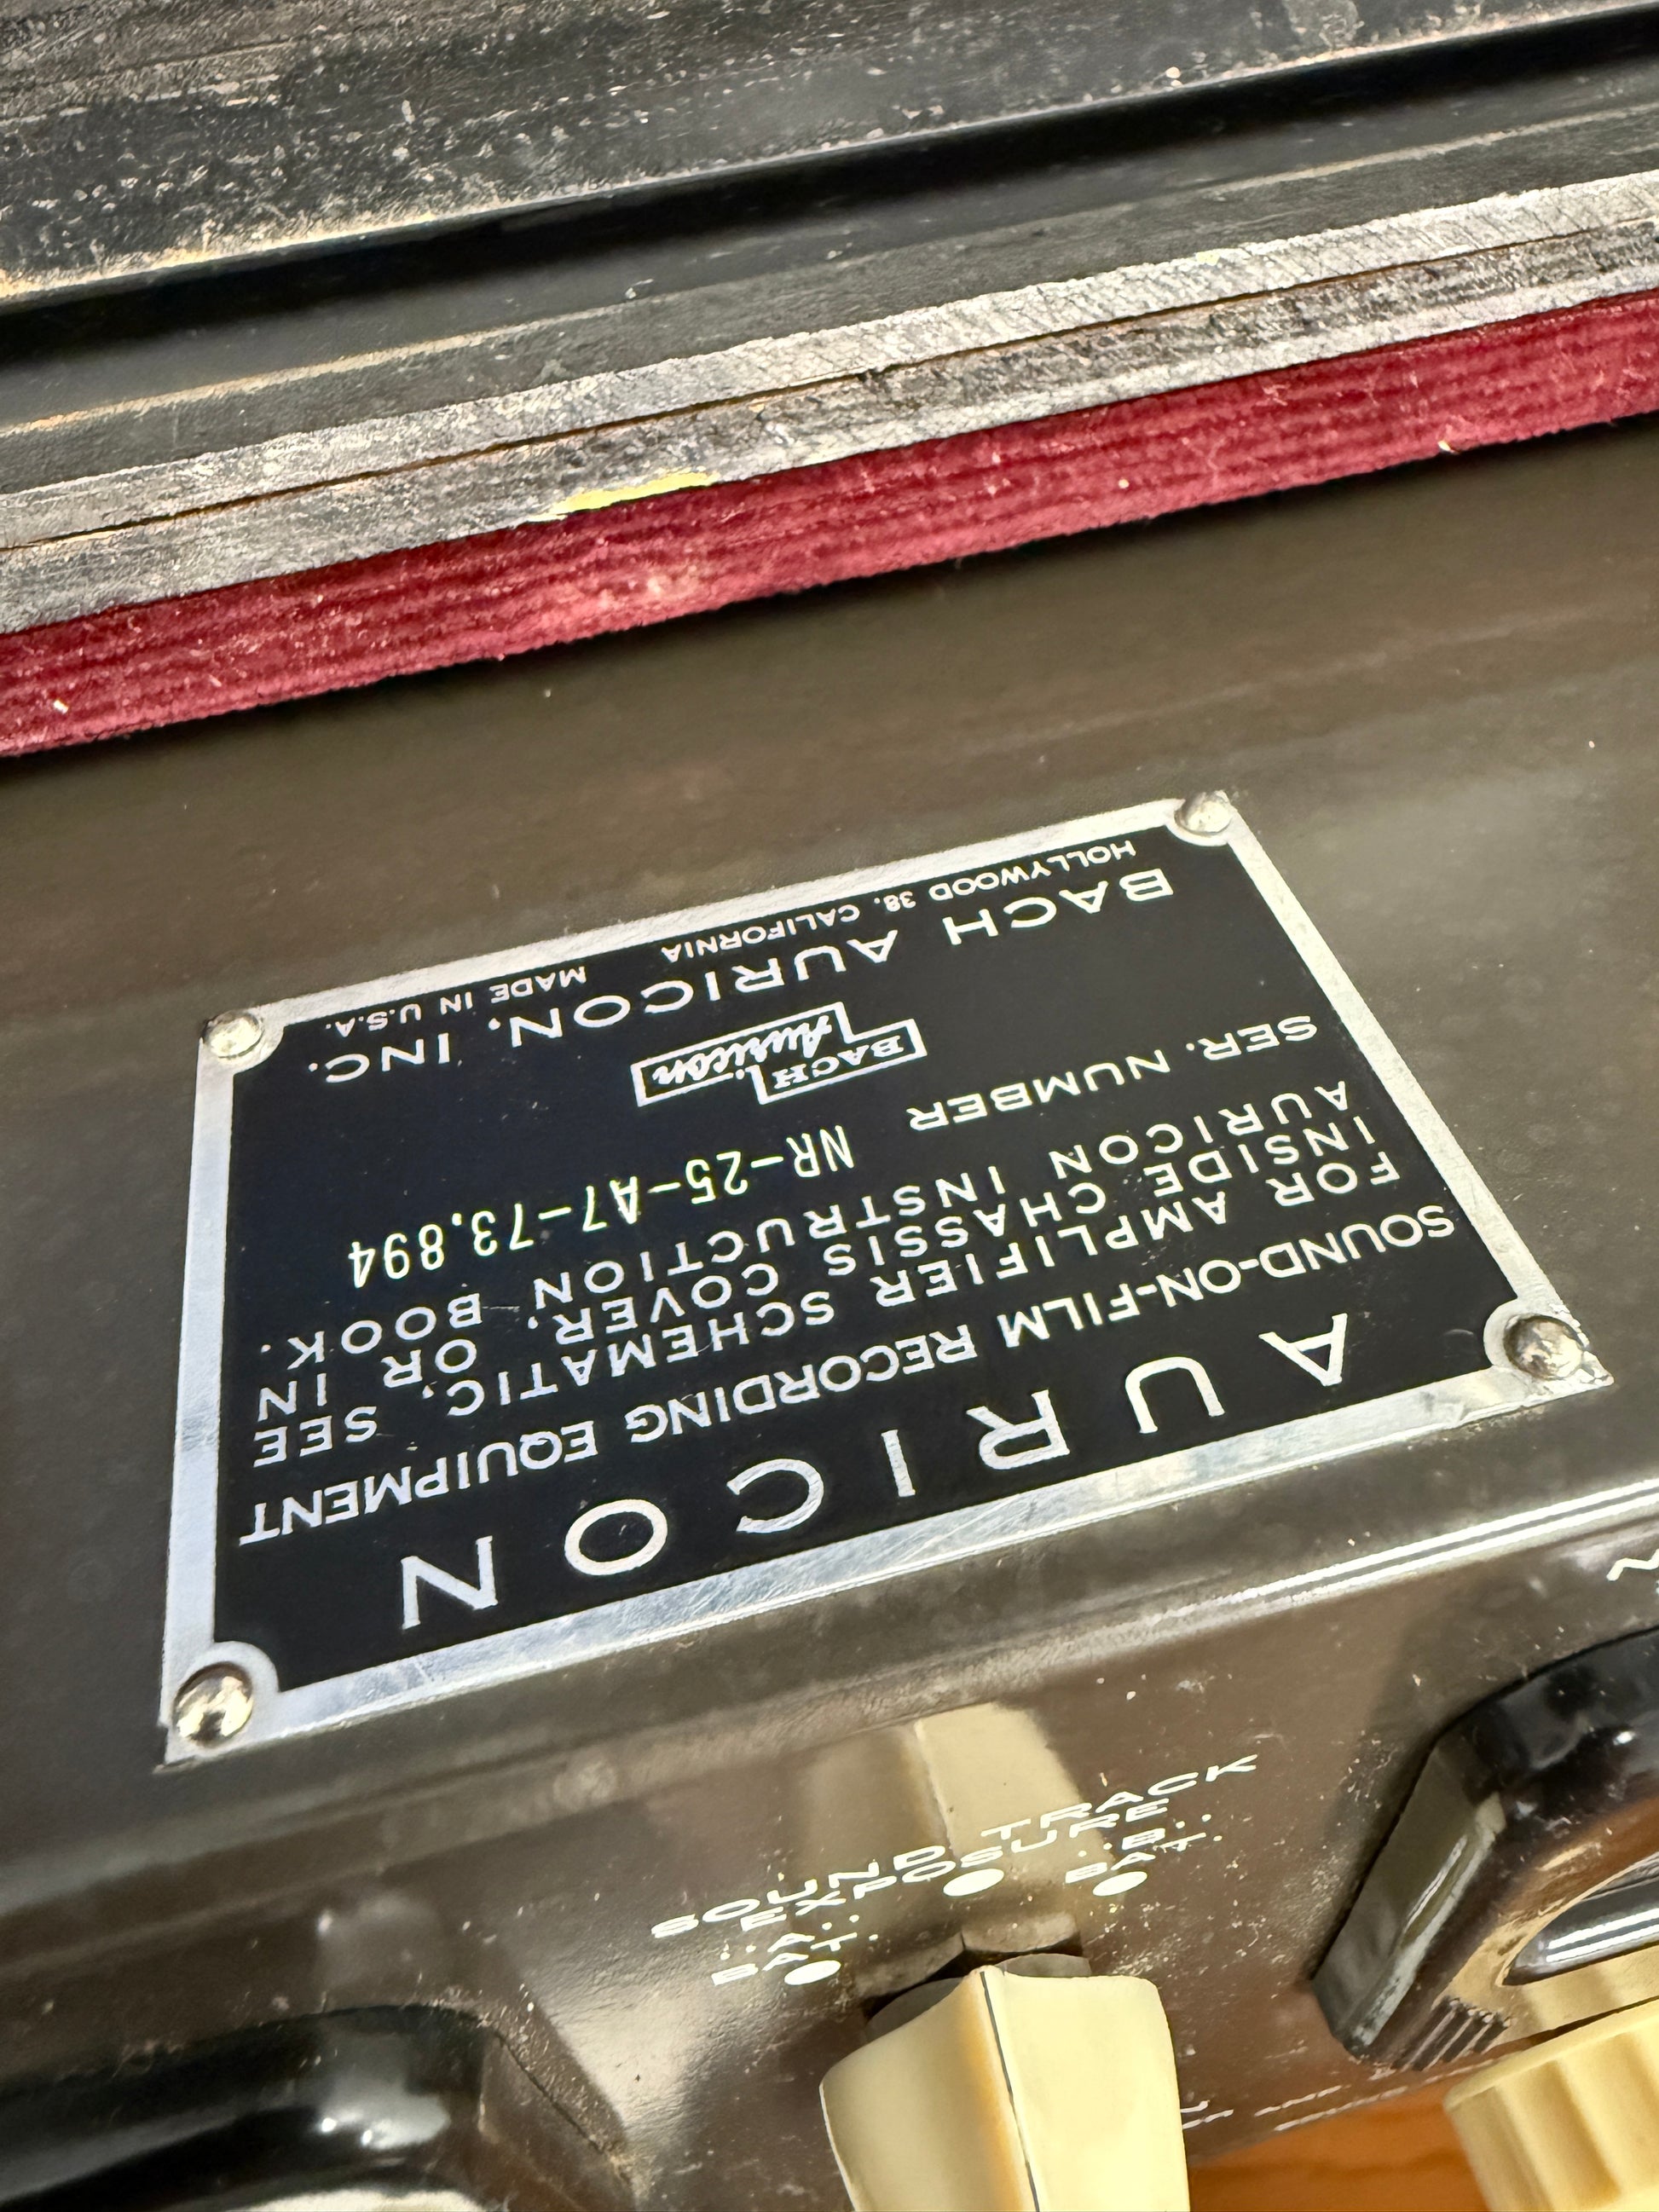 AURICON
SOUND-ON-FILM RECORDING EQUIPMENT
FOR AMPLIFIER SCHEMATIC, SEE
INSIDE CHASSIS COVER, OR IN
AURICON INSTRUCTION BOOK.
SER. NUMBER NR-25-A7-73,894
BACH
Auricon
BACH AURICON, INC.
HOLLYWOOD 38, CALIFORNIA MADE IN U.S.A.
SOUND TRACK
EXPOSURE
"A" "B"
BAT. BAT.